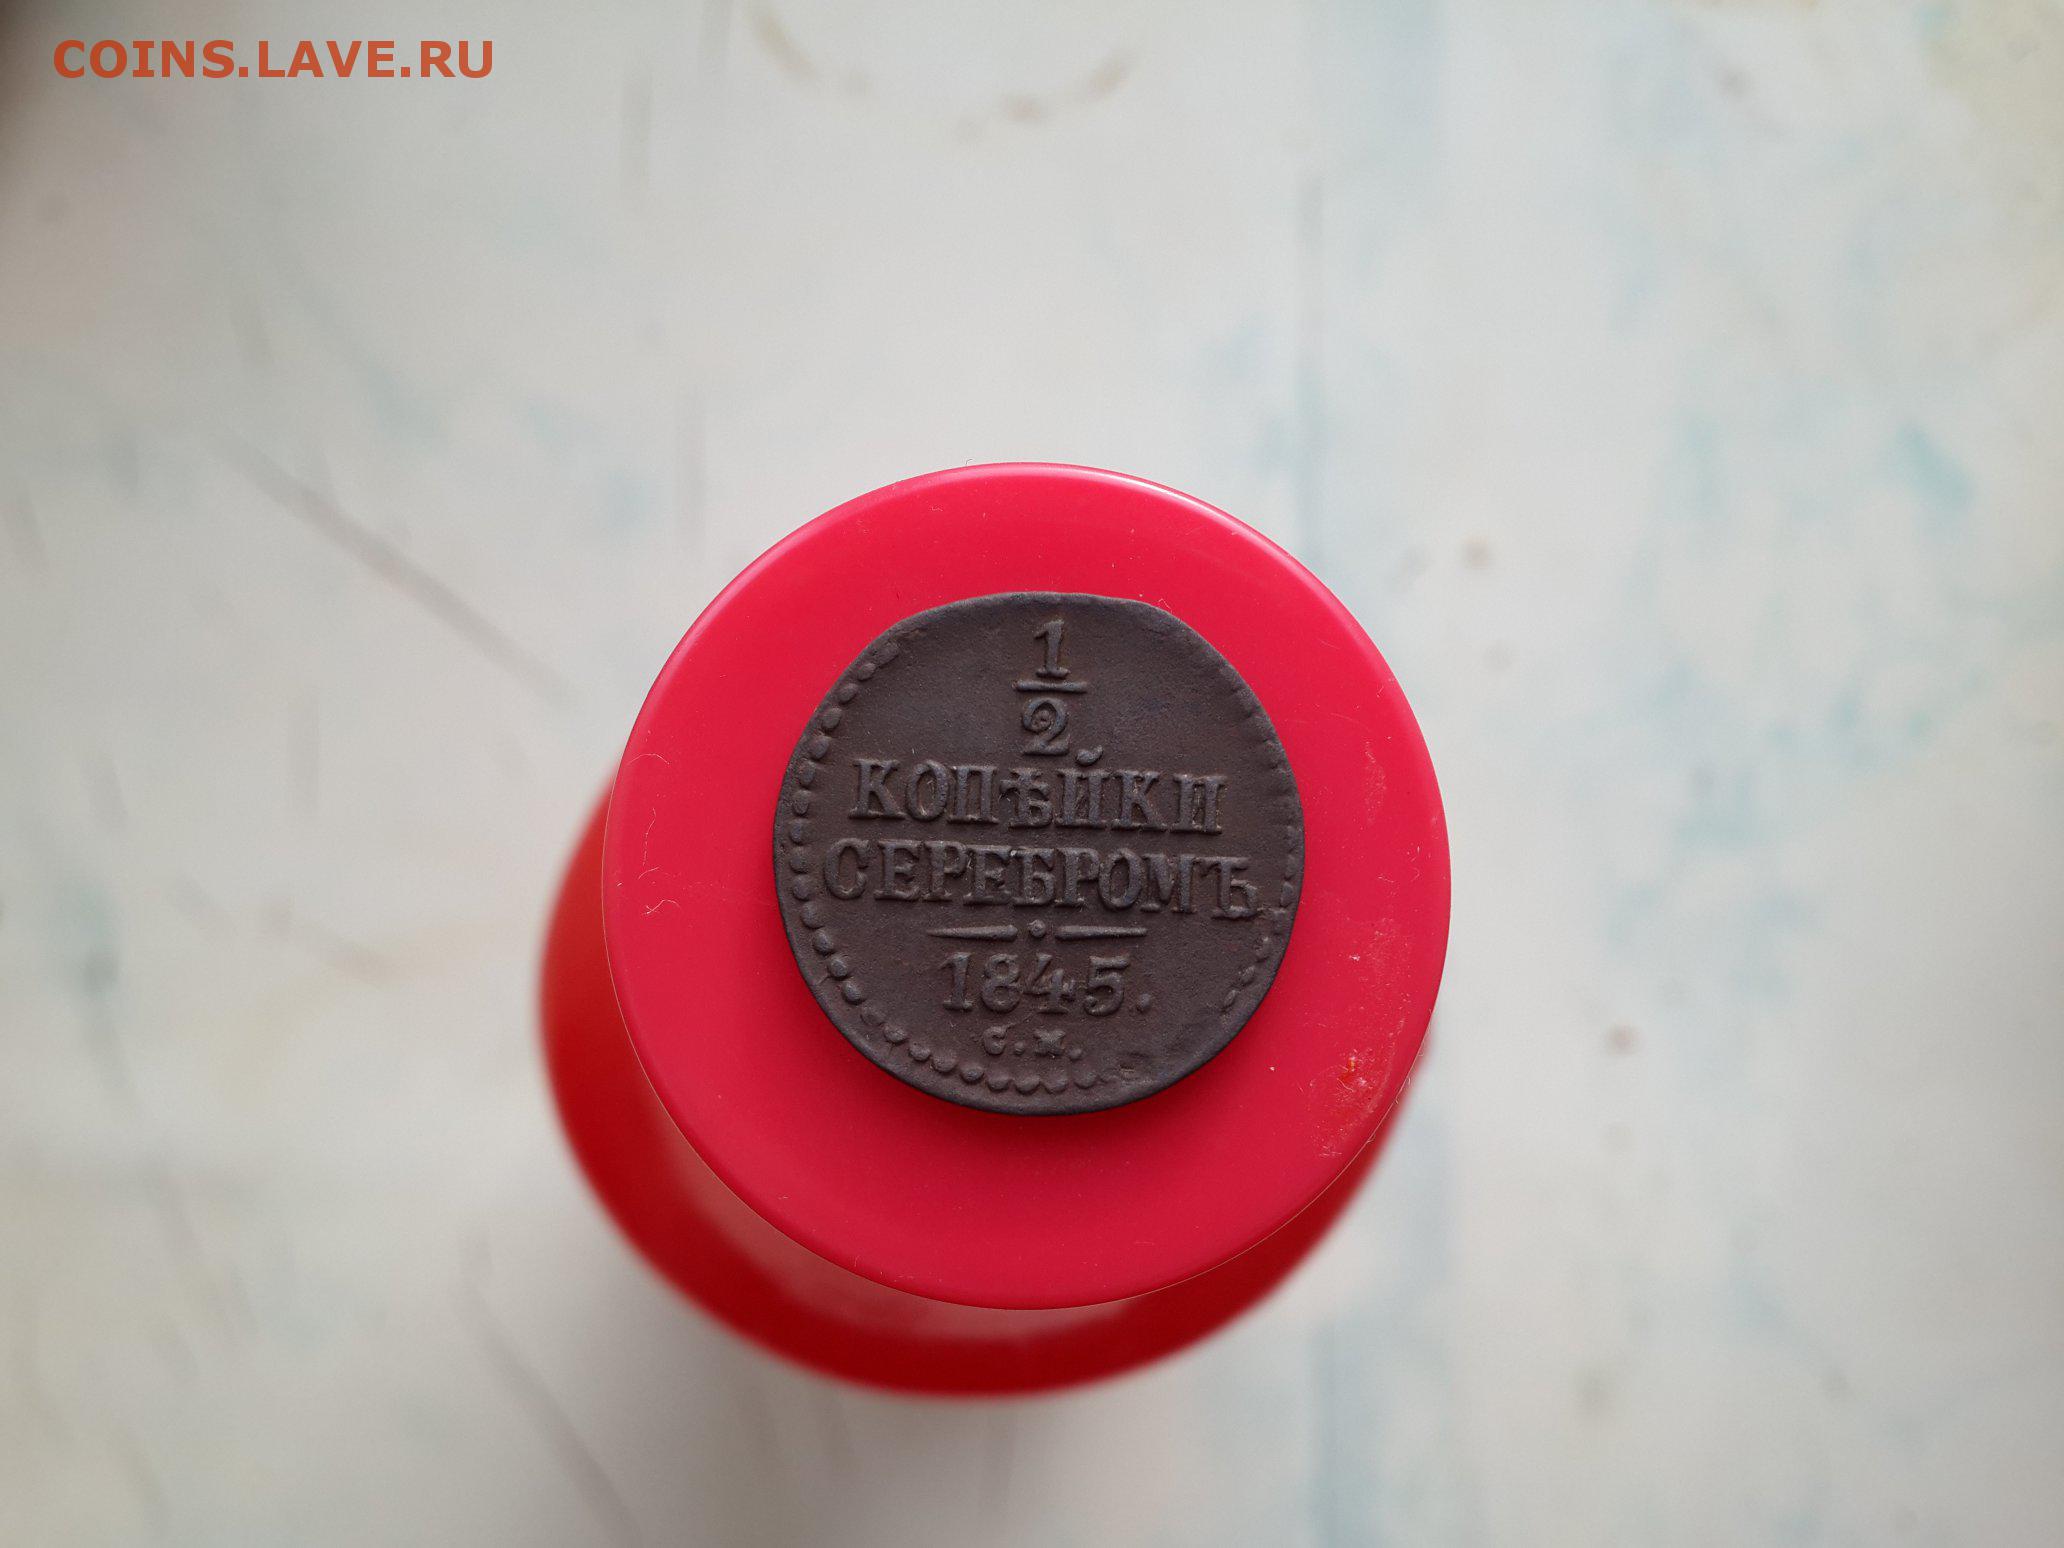 COINS.LAVE.RU
1
2
КОПѢЙКИ
СЕРЕБРОМЪ
1845.
С.М.